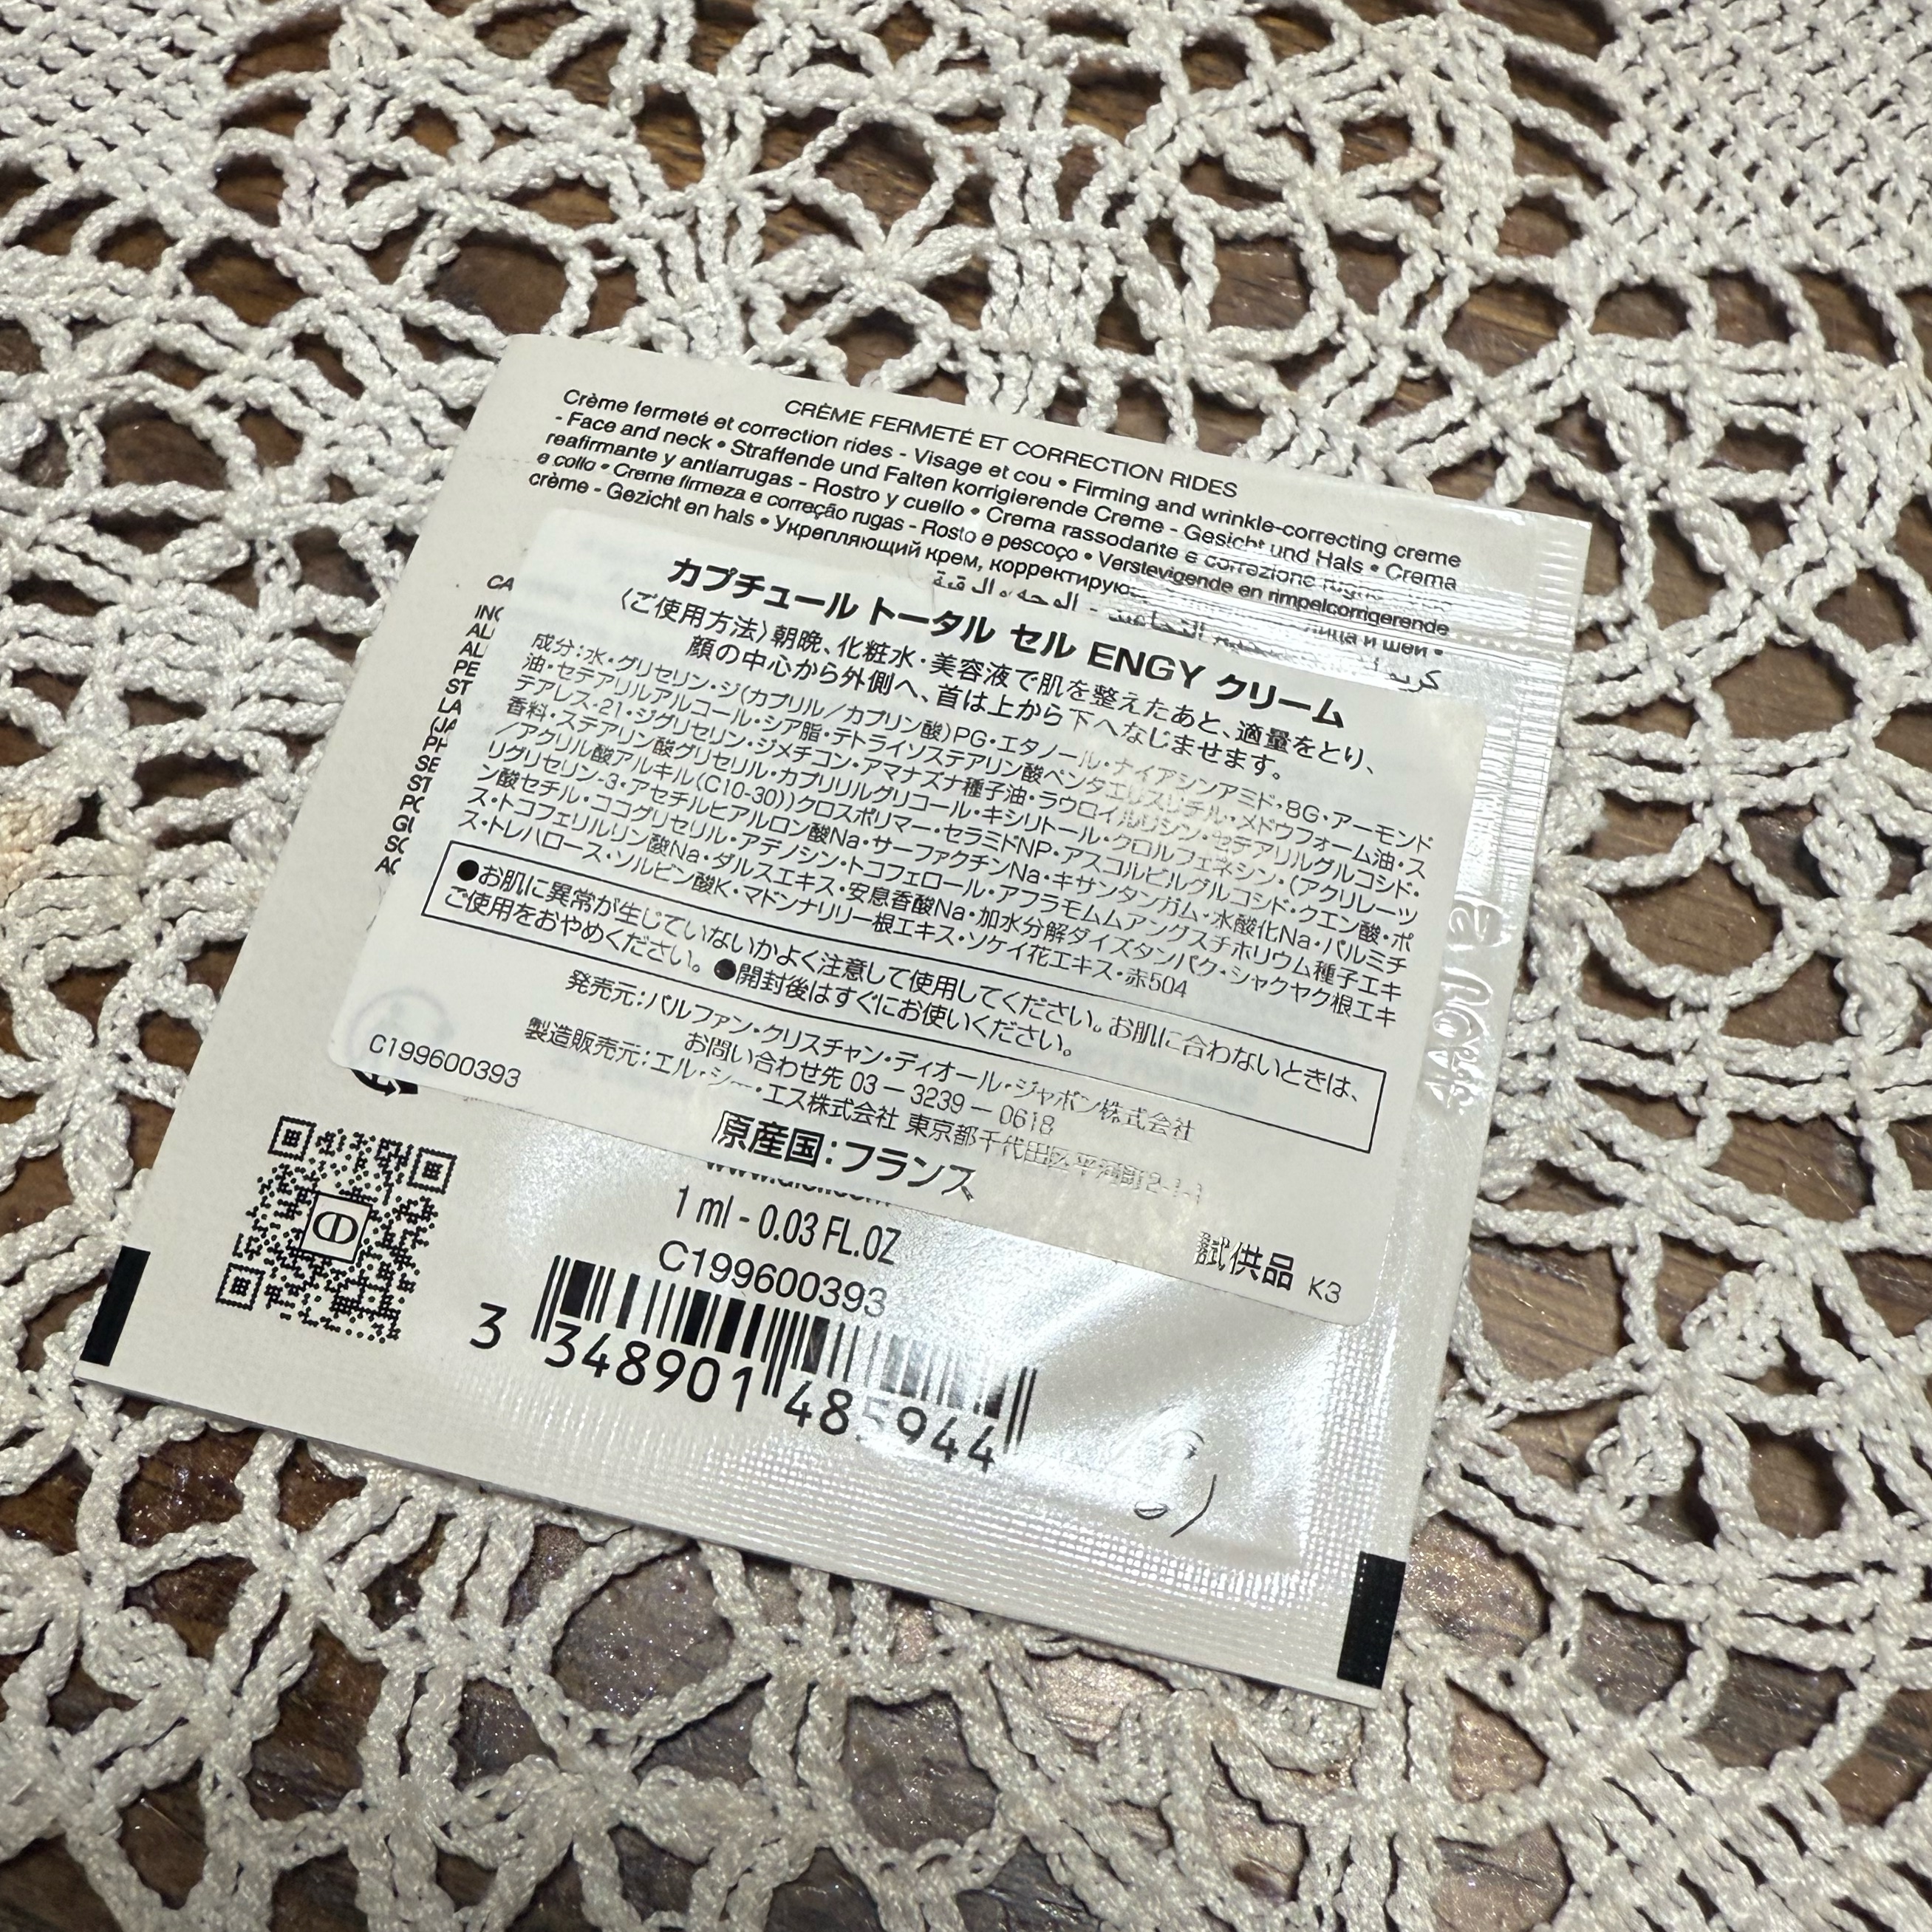 CRÈME FERMETÉ ET CORRECTION RIDES
Crème fermeté et correction rides - Visage et cou • Firming and wrinkle-correcting creme
- Face and neck • Straffende und Falten korrigierende Creme - Gesicht und Hals • Crema
reafirmante y antiarrugas - Rostro y cuello • Crema rassodante e correzione
e collo • Creme firmeza e correção rugas - Rosto e pescoço • Verstevigende en rimpelcorrigerende
crème - Gezicht en hals • Укрепляющий крем, лица и шеи •
カプチュール トータル セル ENGY クリーム
〈ご使用方法〉朝晩、化粧水・美容液で肌を整えたあと、適量をとり、
顔の中心から外側へ、首は上から下へなじませます。
成分：水・グリセリン・ジ(カプリル／カプリン酸)PG・エタノール・ナイアシンアミド・8G・アーモンド
油・セテアリルアルコール・シア脂・テトライソステアリン酸ペンタエリスリチル・メドウフォーム油・ス
テアレス-21・ジグリセリン・ジメチコン・アマナズナ種子油・ラウロイルリシン・セテアリルグルコシド・
香料・ステアリン酸グリセリル・カプリリルグリコール・キシリトール・クロルフェネシン・(アクリレーツ
／アクリル酸アルキル(C10-30))クロスポリマー・セラミドNP・アスコルビルグルコシド・クエン酸・ポ
リグリセリン-3・アセチルヒアルロン酸Na・サーファクチンNa・キサンタンガム・水酸化Na・パルミチ
ン酸セチル・ココグリセリル・アデノシン・トコフェロール・アフラモムムアングスチホリウム種子エキ
ス・トコフェリルリン酸Na・ダルスエキス・安息香酸Na・加水分解ダイズタンパク・シャクヤク根エキ
ス・トレハロース・ソルビン酸K・マドンナリリー根エキス・ソケイ花エキス・赤504
●お肌に異常が生じていないかよく注意して使用してください。お肌に合わないときは、
ご使用をおやめください。●開封後はすぐにお使いください。
発売元：パルファン・クリスチャン・ディオール・ジャポン株式会社
お問い合わせ先 03－3239－0618
製造販売元：エル・シー・エス株式会社 東京都千代田区平河町2-1-1
C199600393
原産国：フランス
試供品 K3
1 ml - 0.03 FL.OZ
C199600393
3 348901 485944